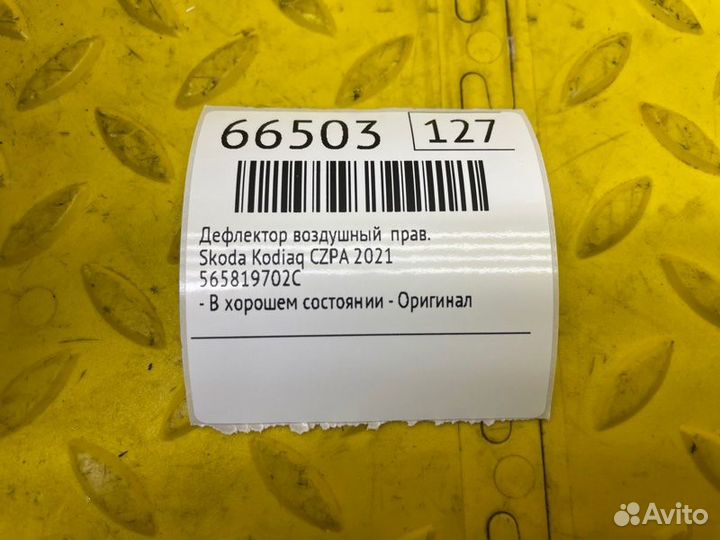 66503 127
Дефлектор воздушный прав.
Skoda Kodiaq CZPA 2021
565819702C
- В хорошем состоянии - Оригинал
Avito